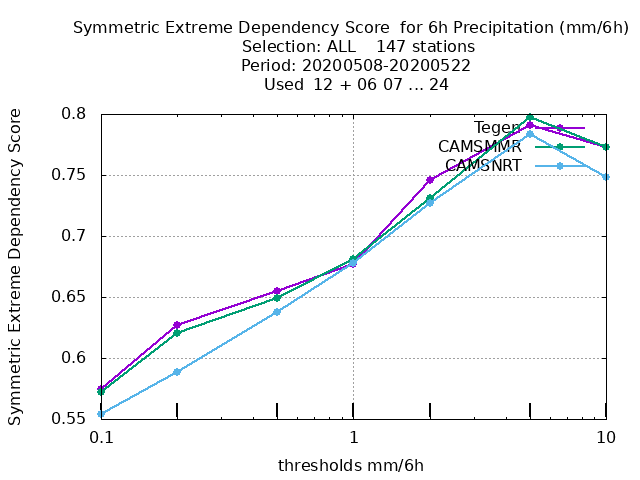 Symmetric Extreme Dependency Score  for 6h Precipitation (mm/6h)
Selection: ALL    147 stations
Period: 20200508-20200522
Used  12 + 06 07 ... 24
Symmetric Extreme Dependency Score
0.8
0.75
0.7
0.65
0.6
0.55
Tegen
CAMSMMR
CAMSNRT
0.1
1
10
thresholds mm/6h